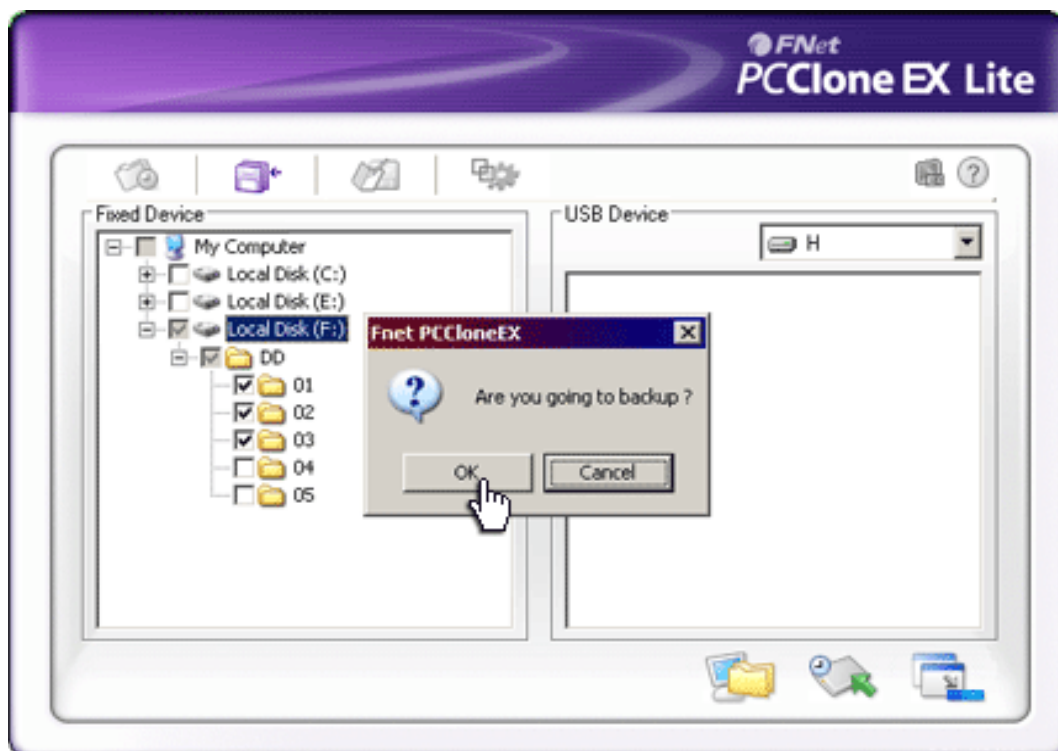 FNet
PCClone EX Lite
Fixed Device
USB Device
My Computer
H
Local Disk (C:)
Local Disk (E:)
Local Disk (F:)
Fnet PCCloneEX
DD
01
Are you going to backup ?
02
03
04
OK
Cancel
05